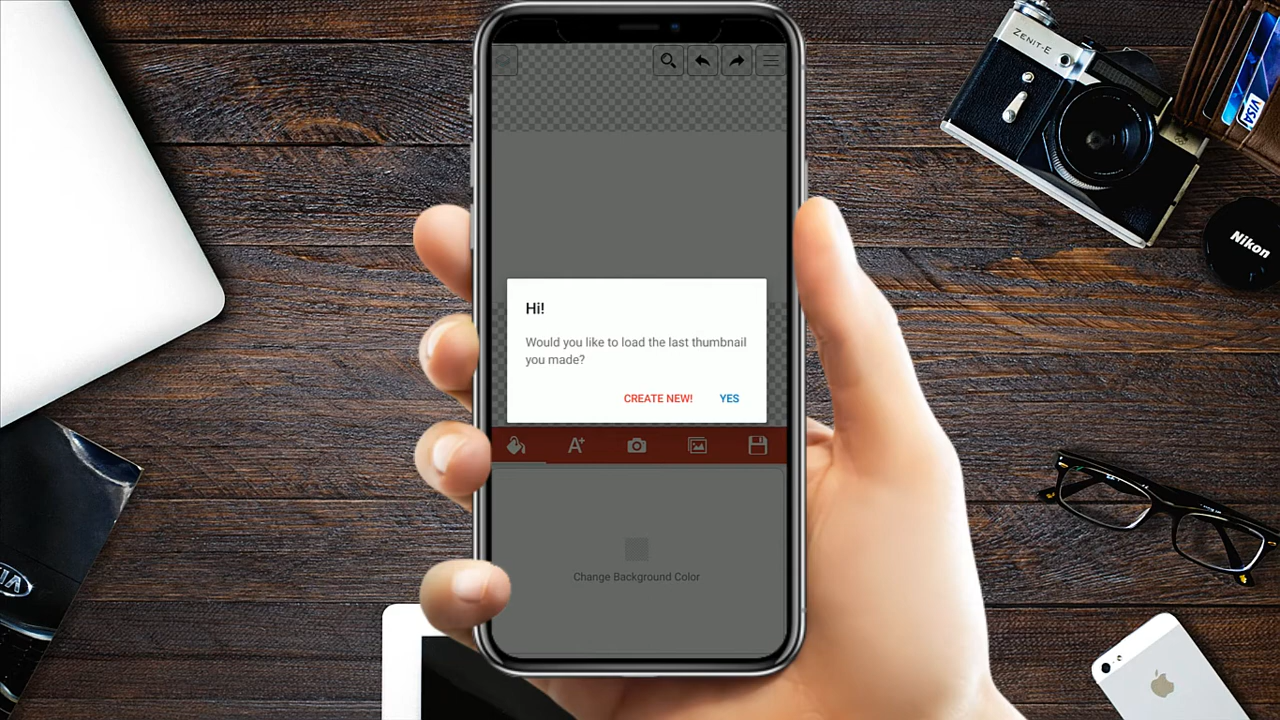 ZENIT-E
VISA
Nikon
Hi!
Would you like to load the last thumbnail
you made?
CREATE NEW! YES
A+
Change Background Color